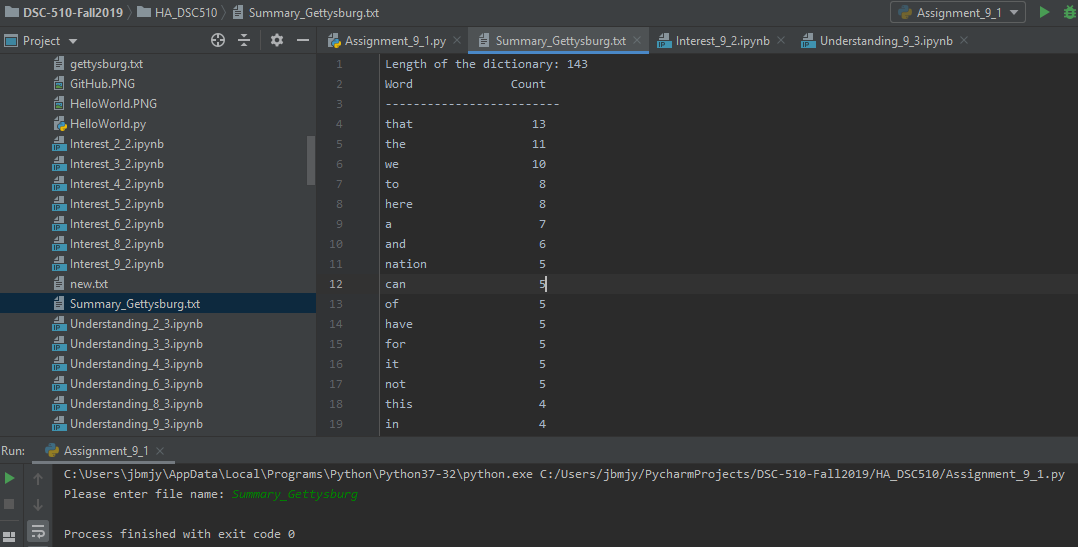 DSC-510-Fall2019 HA_DSC510 Summary_Gettysburg.txt Assignment_9_1
Project Assignment_9_1.py Summary_Gettysburg.txt Interest_9_2.ipynb Understanding_9_3.ipynb
gettysburg.txt
GitHub.PNG
HelloWorld.PNG
HelloWorld.py
Interest_2_2.ipynb
Interest_3_2.ipynb
Interest_4_2.ipynb
Interest_5_2.ipynb
Interest_6_2.ipynb
Interest_8_2.ipynb
Interest_9_2.ipynb
new.txt
Summary_Gettysburg.txt
Understanding_2_3.ipynb
Understanding_3_3.ipynb
Understanding_4_3.ipynb
Understanding_6_3.ipynb
Understanding_8_3.ipynb
Understanding_9_3.ipynb
1 Length of the dictionary: 143
2 Word Count
3 -------------------------
4 that 13
5 the 11
6 we 10
7 to 8
8 here 8
9 a 7
10 and 6
11 nation 5
12 can 5
13 of 5
14 have 5
15 for 5
16 it 5
17 not 5
18 this 4
19 in 4
Run: Assignment_9_1
C:\Users\jbmjy\AppData\Local\Programs\Python\Python37-32\python.exe C:/Users/jbmjy/PycharmProjects/DSC-510-Fall2019/HA_DSC510/Assignment_9_1.py
Please enter file name: Summary_Gettysburg
Process finished with exit code 0